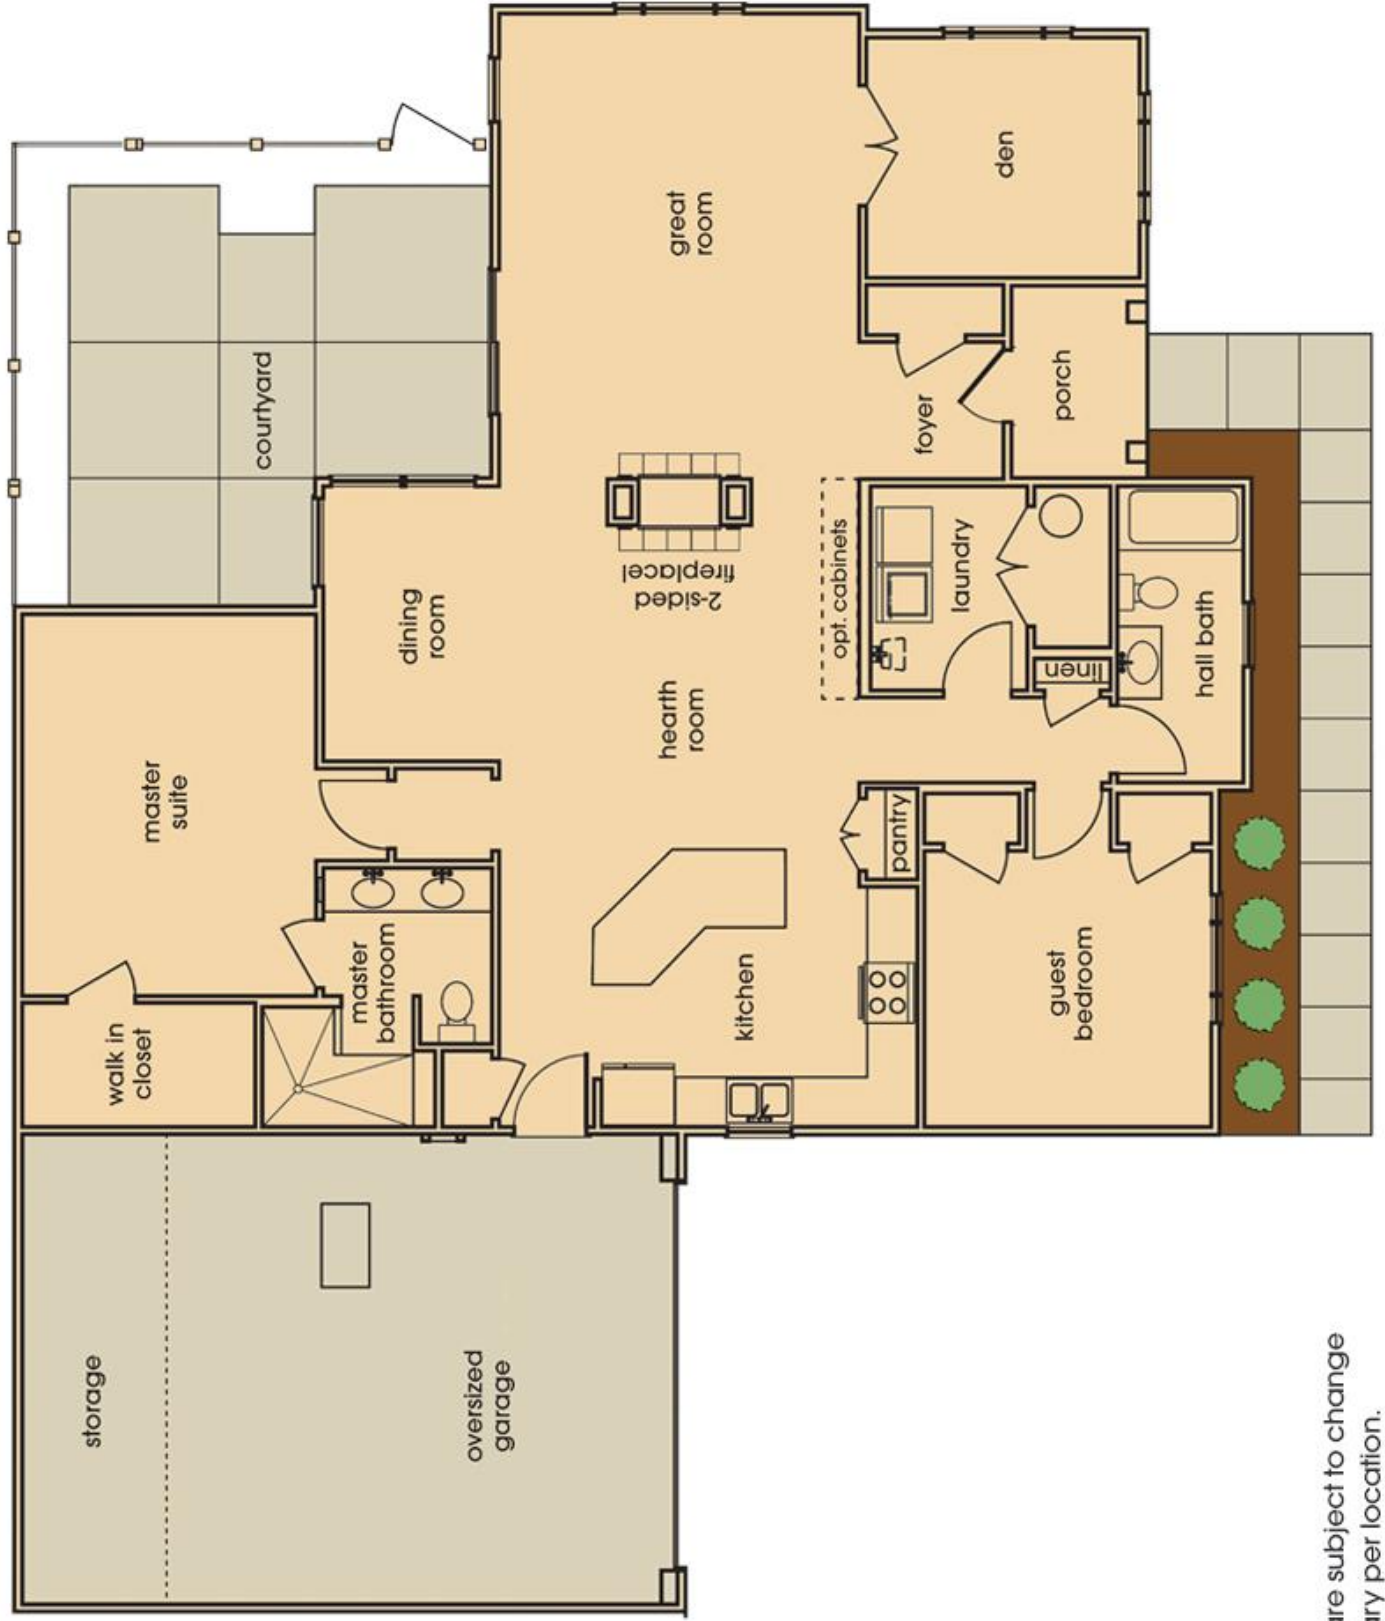 storage
oversized
garage
walk in
closet
master
suite
master
bathroom
courtyard
dining
room
great
room
den
2-sided
fireplace!
hearth
room
opt. cabinets
foyer
porch
laundry
linen
hall bath
pantry
kitchen
guest
bedroom
are subject to change
per location.